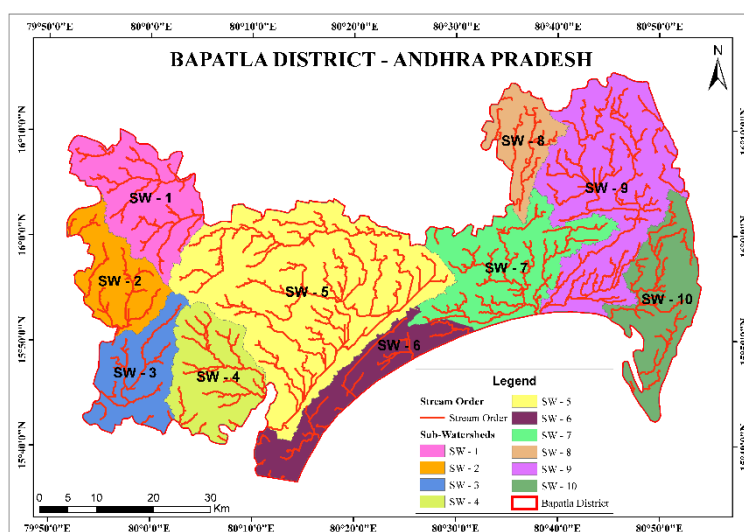 79°50'0"E 80°0'0"E 80°10'0"E 80°20'0"E 80°30'0"E 80°40'0"E 80°50'0"E
BAPATLA DISTRICT - ANDHRA PRADESH
N
16°10'0"N
SW - 8
SW - 1
SW - 9
16°0'0"N
SW - 2
SW - 5
SW - 7
SW - 10
15°50'0"N
SW - 6
SW - 3
SW - 4
Legend
Stream Order
Stream Order
Sub-Watersheds
SW - 1
SW - 2
SW - 3
SW - 4
SW - 5
SW - 6
SW - 7
SW - 8
SW - 9
SW - 10
Bapatla District
15°40'0"N
0 5 10 20 30
Km
79°50'0"E 80°0'0"E 80°10'0"E 80°20'0"E 80°30'0"E 80°40'0"E 80°50'0"E